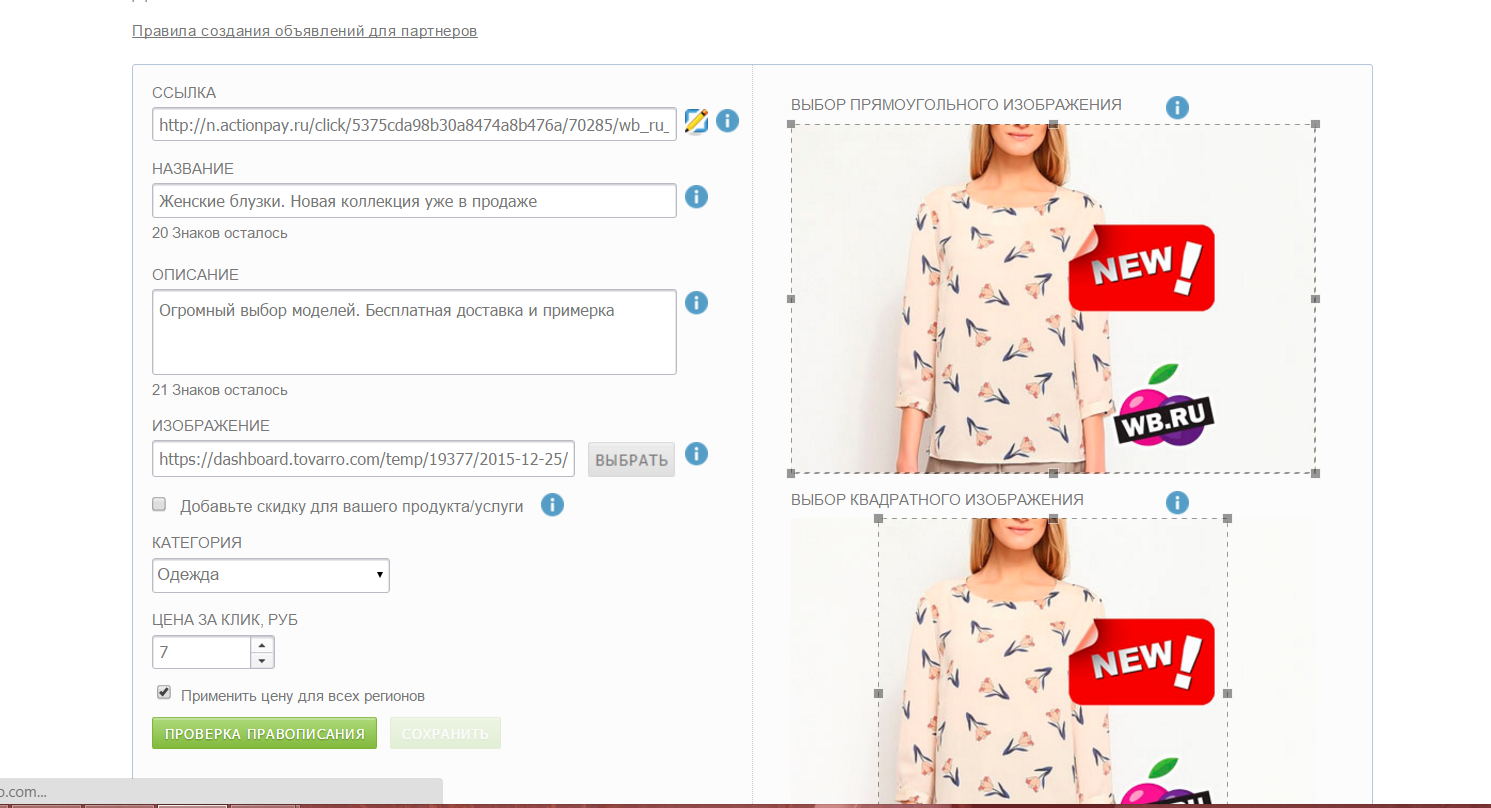 Правила создания объявлений для партнеров
ССЫЛКА
http://n.actionpay.ru/click/5375cda98b30a8474a8b476a/70285/wb_ru_
НАЗВАНИЕ
Женские блузки. Новая коллекция уже в продаже
20 Знаков осталось
ОПИСАНИЕ
Огромный выбор моделей. Бесплатная доставка и примерка
21 Знаков осталось
ИЗОБРАЖЕНИЕ
https://dashboard.tovarro.com/temp/19377/2015-12-25/
ВЫБРАТЬ
Добавьте скидку для вашего продукта/услуги
КАТЕГОРИЯ
Одежда
ЦЕНА ЗА КЛИК, РУБ
7
Применить цену для всех регионов
ПРОВЕРКА ПРАВОПИСАНИЯ
СОХРАНИТЬ
o.com...
ВЫБОР ПРЯМОУГОЛЬНОГО ИЗОБРАЖЕНИЯ
NEW!
WB.RU
ВЫБОР КВАДРАТНОГО ИЗОБРАЖЕНИЯ
NEW!